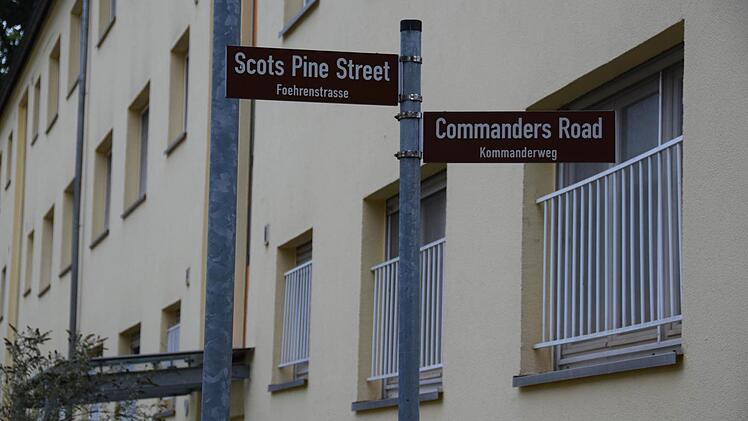 Scots Pine Street
Foehrenstrasse
Commanders Road
Kommanderweg